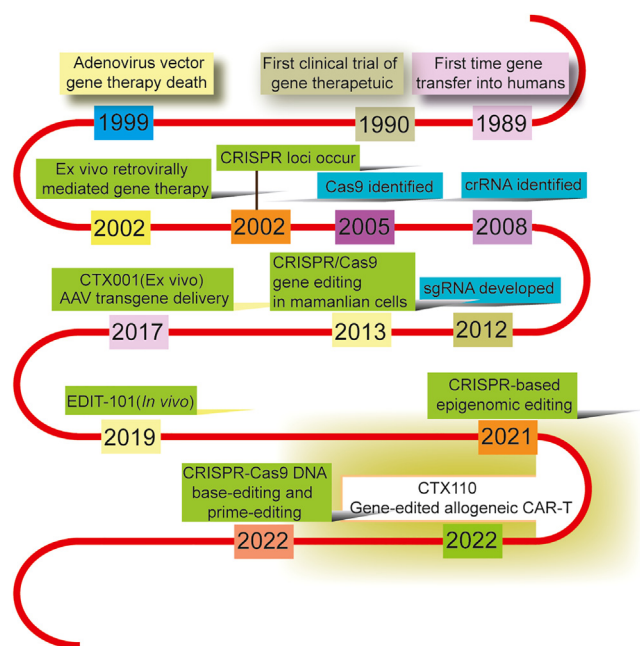 Adenovirus vector
gene therapy death
First clinical trial of
gene therapetuic
First time gene
transfer into humans
1999
1990
1989
Ex vivo retrovirally
mediated gene therapy
CRISPR loci occur
Cas9 identified
crRNA identified
2002
2002
2005
2008
CTX001(Ex vivo)
AAV transgene delivery
CRISPR/Cas9
gene editing
in mamanlian cells
sgRNA developed
2017
2013
2012
EDIT-101(In vivo)
CRISPR-based
epigenomic editing
2019
2021
CRISPR-Cas9 DNA
base-editing and
prime-editing
CTX110
Gene-edited allogeneic CAR-T
2022
2022